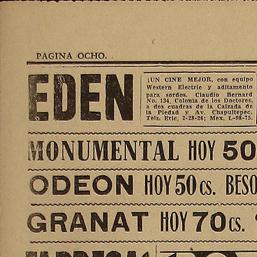 PAGINA OCHO.
EDEN
¡UN CINE MEJOR, con equipo
Western Electric y aditamento
para sordos. Claudio Bernard
No. 134, Colonia de los Doctores,
a dos cuadras de la Calzada de
la Piedad y Av. Chapultepec.
Tels. Eric. 2-28-26; Mex. L-98-75.
MONUMENTAL HOY 50
ODEON HOY 50 cs. BESO
GRANAT HOY 70 cs.